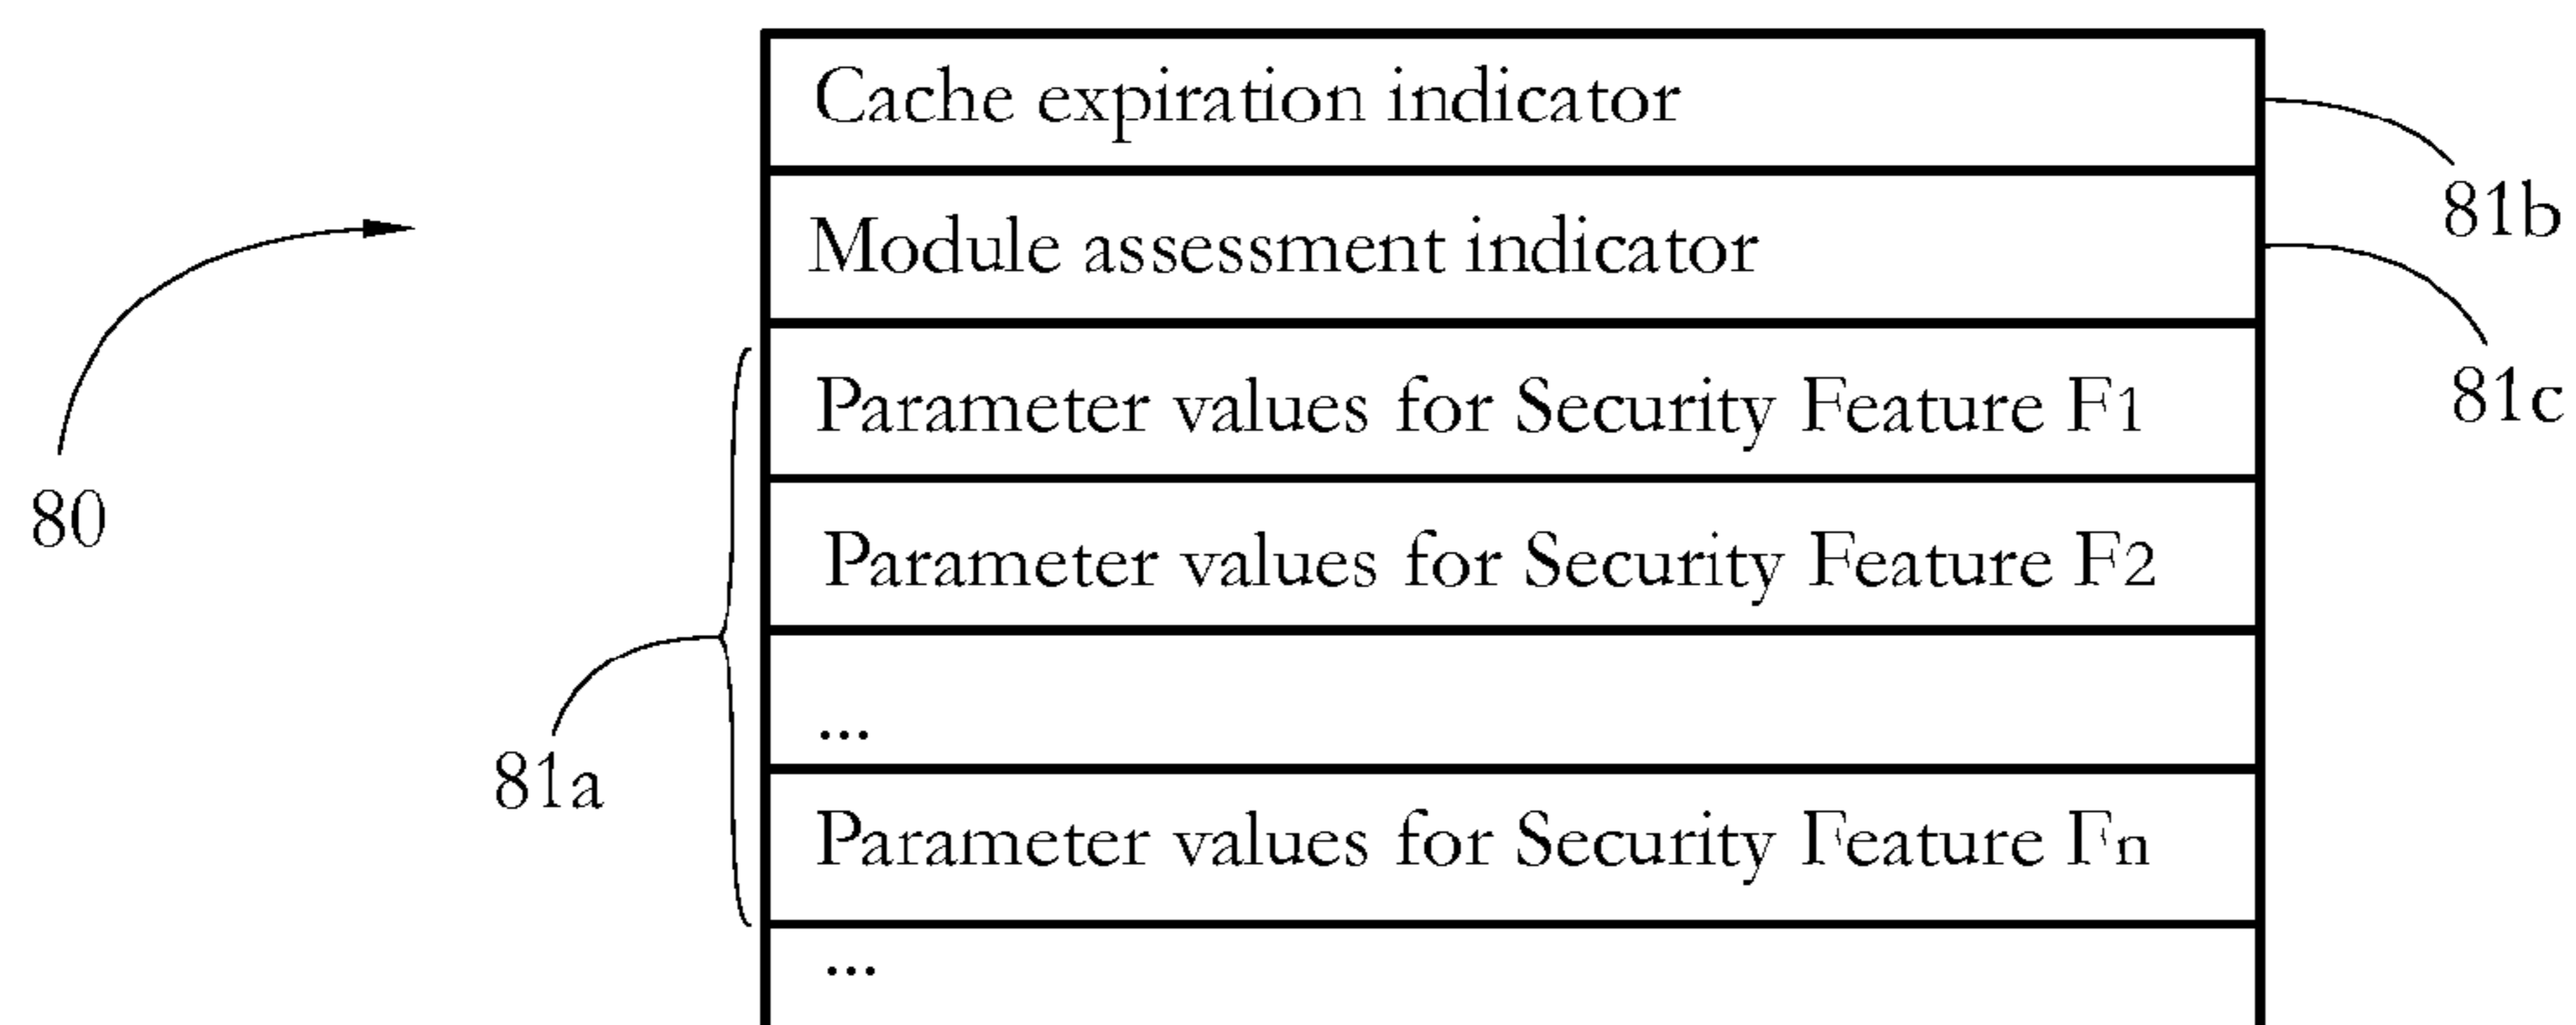 Cache expiration indicator
81b
Module assessment indicator
81c
80
Parameter values for Security Feature F1
Parameter values for Security Feature F2
...
81a
Parameter values for Security Feature Fn
...